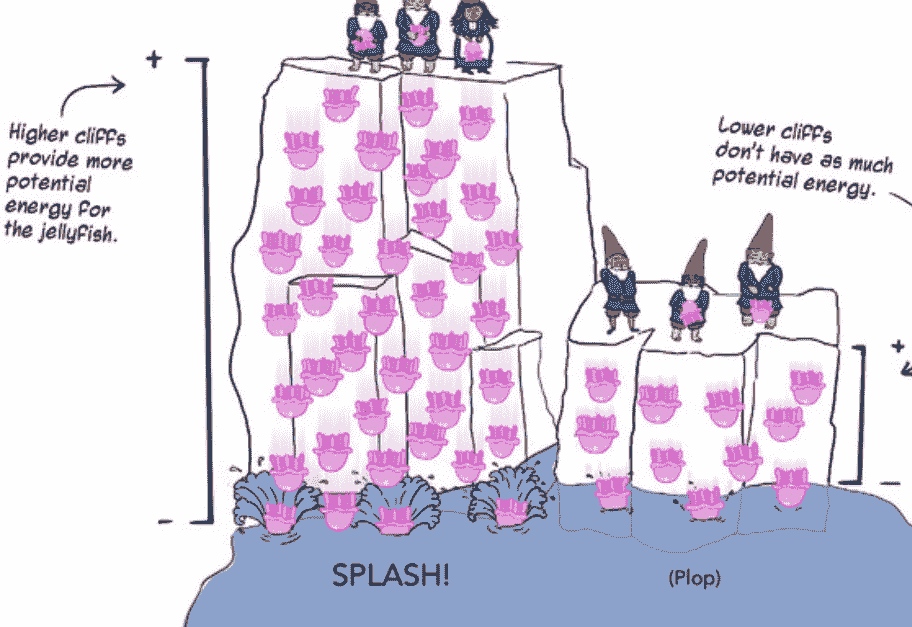 +
Higher cliffs
provide more
potential
energy for
the jellyfish.
Lower cliffs
don't have as much
potential energy.
+
-
-
SPLASH!
(Plop)